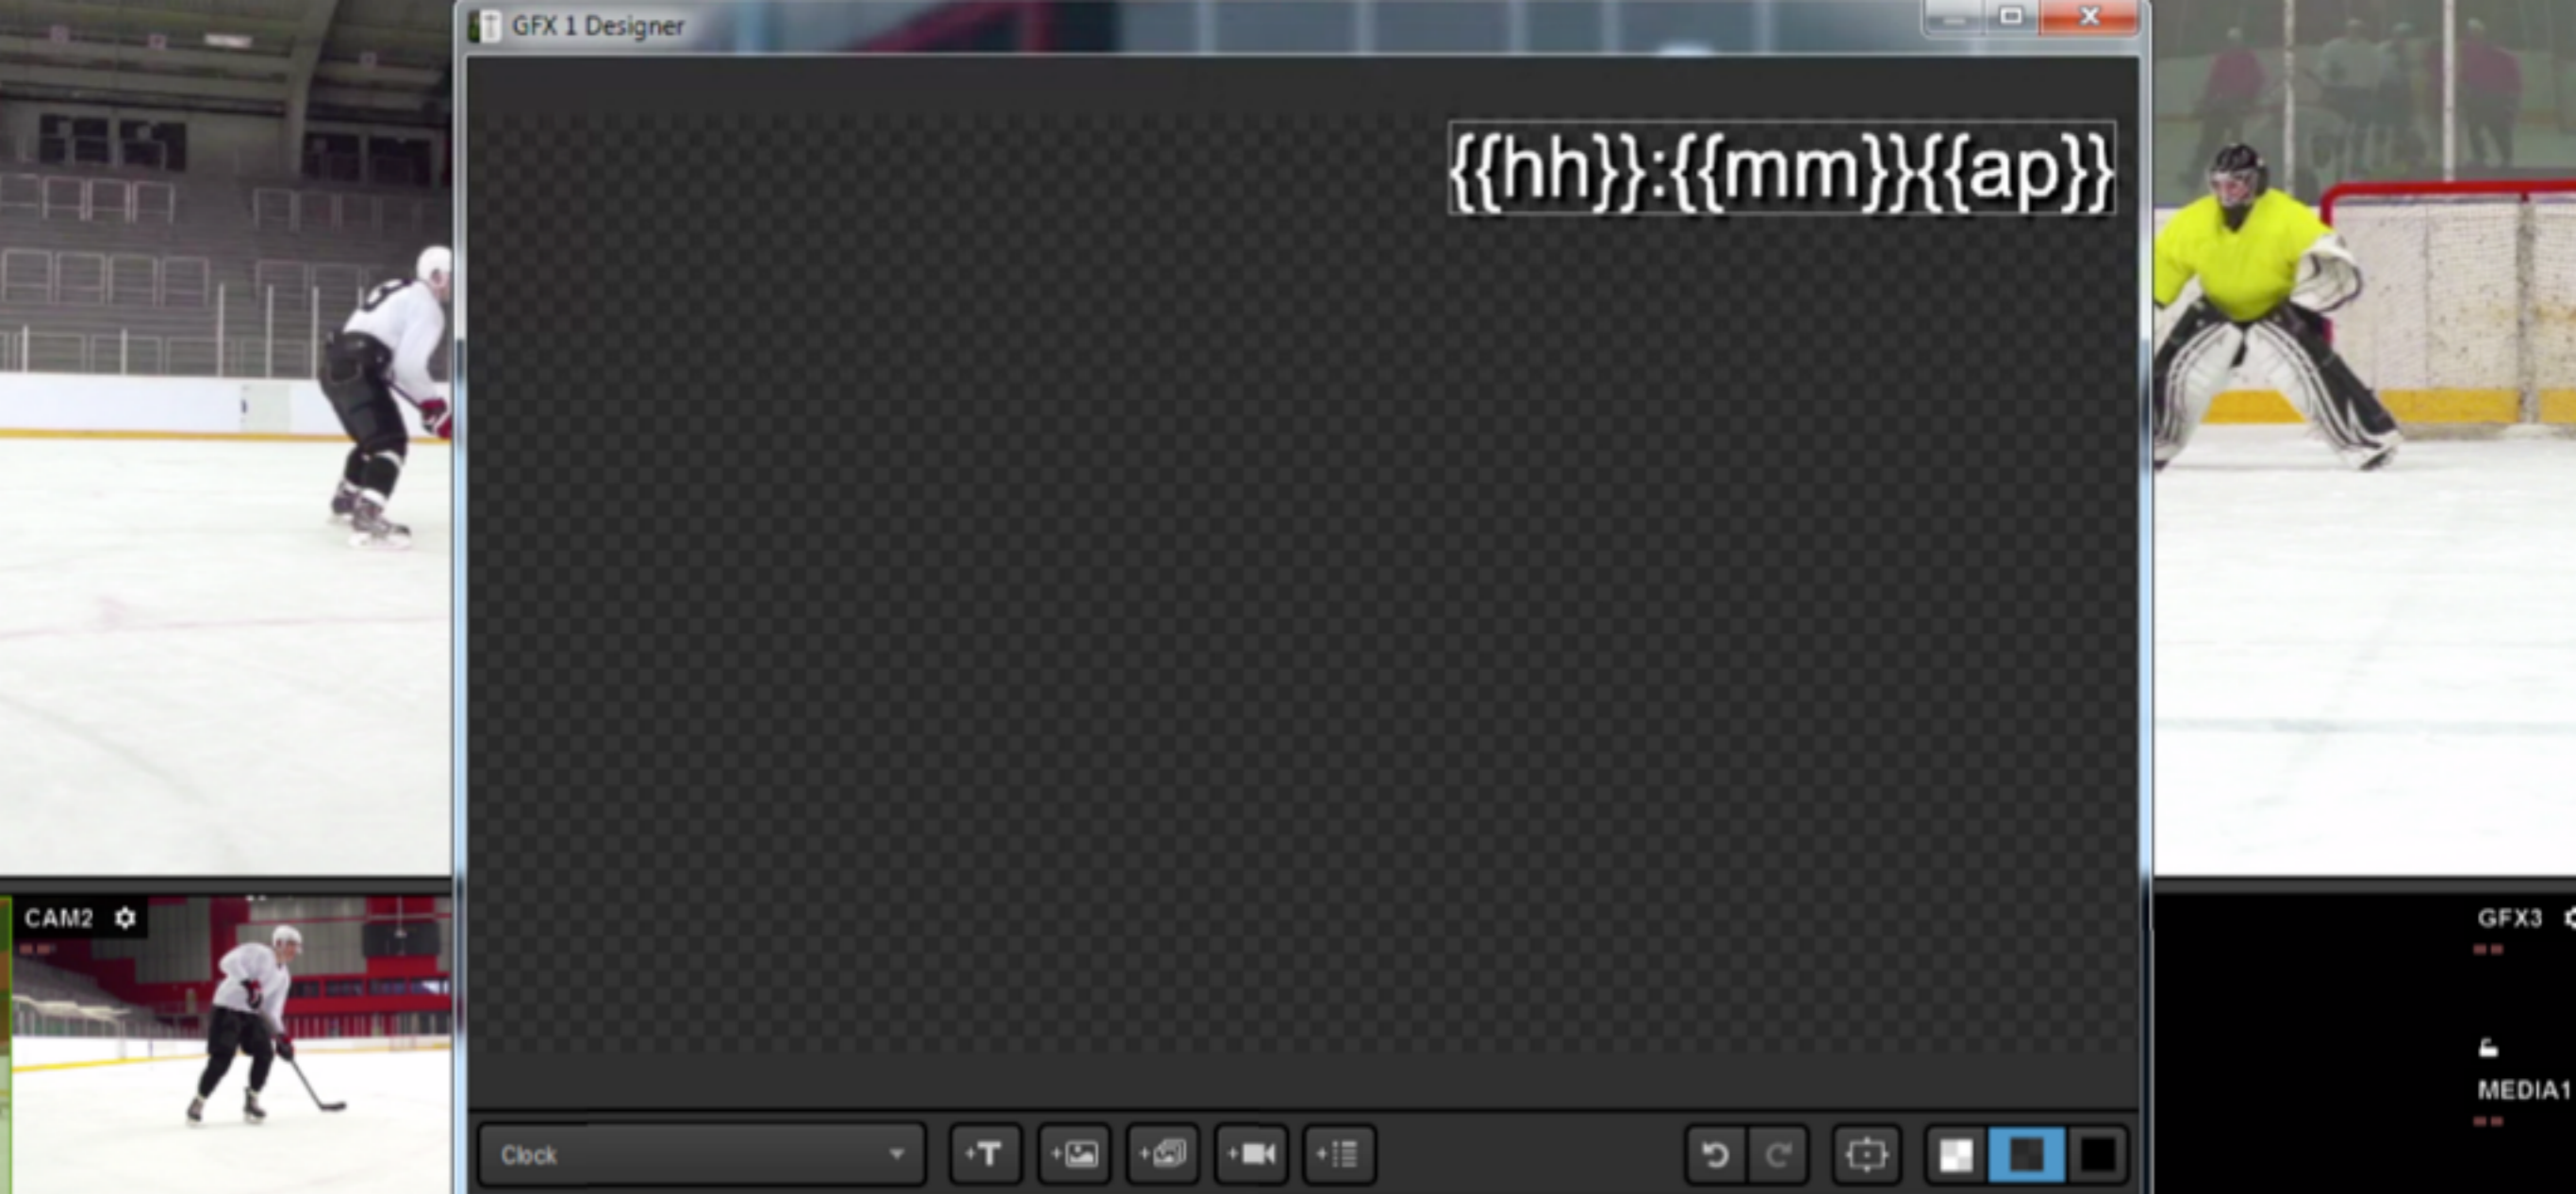 GFX 1 Designer
{{hh}}:{{mm}}{{ap}}
CAM2
GFX3
MEDIA1
Clock
+T